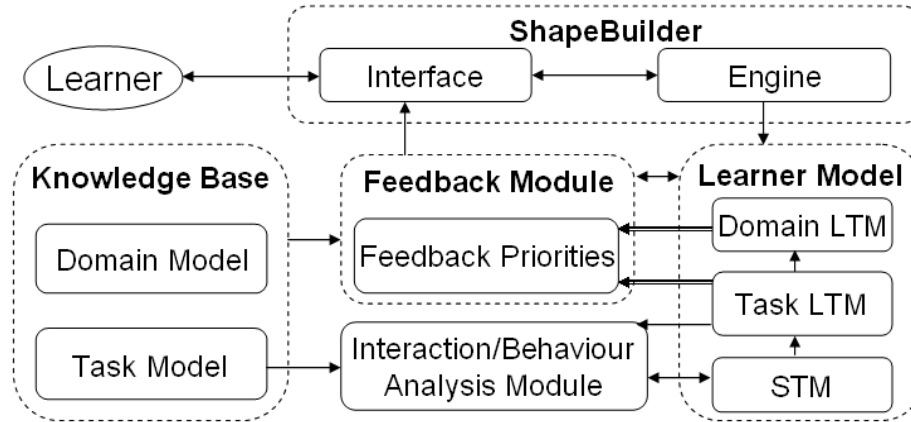 ShapeBuilder
Learner
Interface
Engine
Knowledge Base
Feedback Module
Learner Model
Domain Model
Feedback Priorities
Domain LTM
Task LTM
Task Model
Interaction/Behaviour
Analysis Module
STM